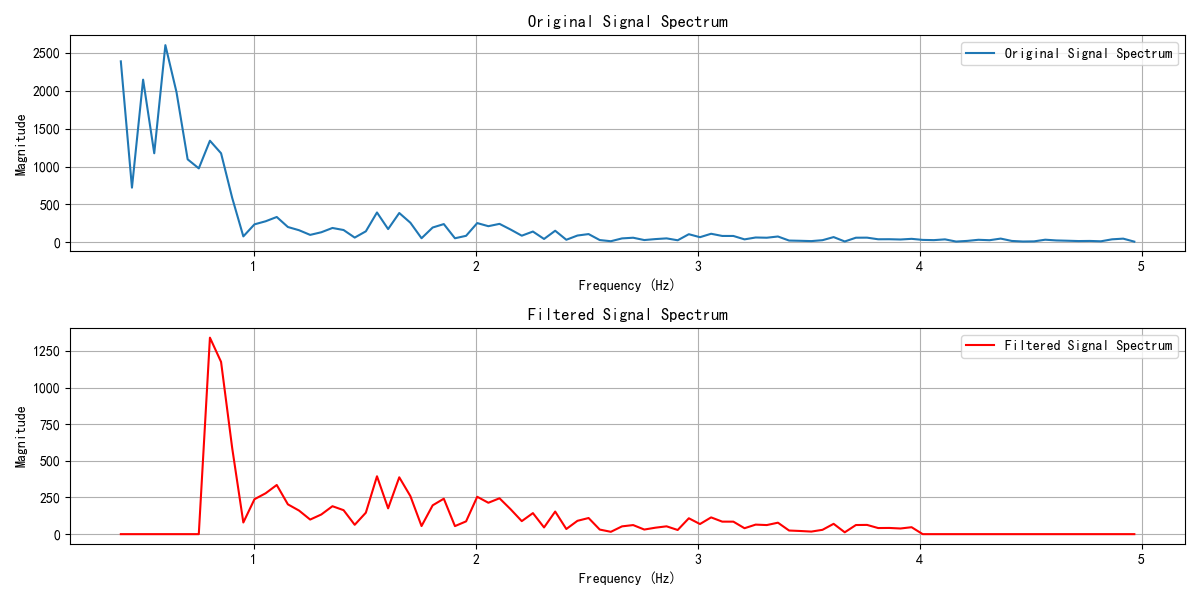 Original Signal Spectrum
2500
2000
1500
1000
500
0
Magnitude
Original Signal Spectrum
1 2 3 4 5
Frequency (Hz)
Filtered Signal Spectrum
1250
1000
750
500
250
0
Magnitude
Filtered Signal Spectrum
1 2 3 4 5
Frequency (Hz)